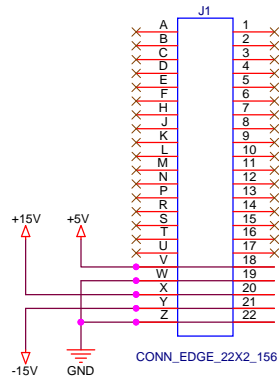 J1
A 1
B 2
C 3
D 4
E 5
F 6
H 7
J 8
K 9
L 10
M 11
N 12
P 13
R 14
S 15
T 16
U 17
V 18
W 19
X 20
Y 21
Z 22
+15V +5V
-15V GND
CONN_EDGE_22X2_156